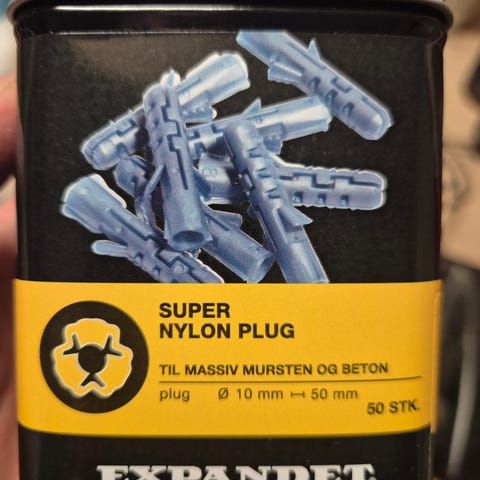 SUPER
NYLON PLUG
TIL MASSIV MURSTEN OG BETON
plug Ø 10 mm ↦ 50 mm
50 STK.
EXPANDET